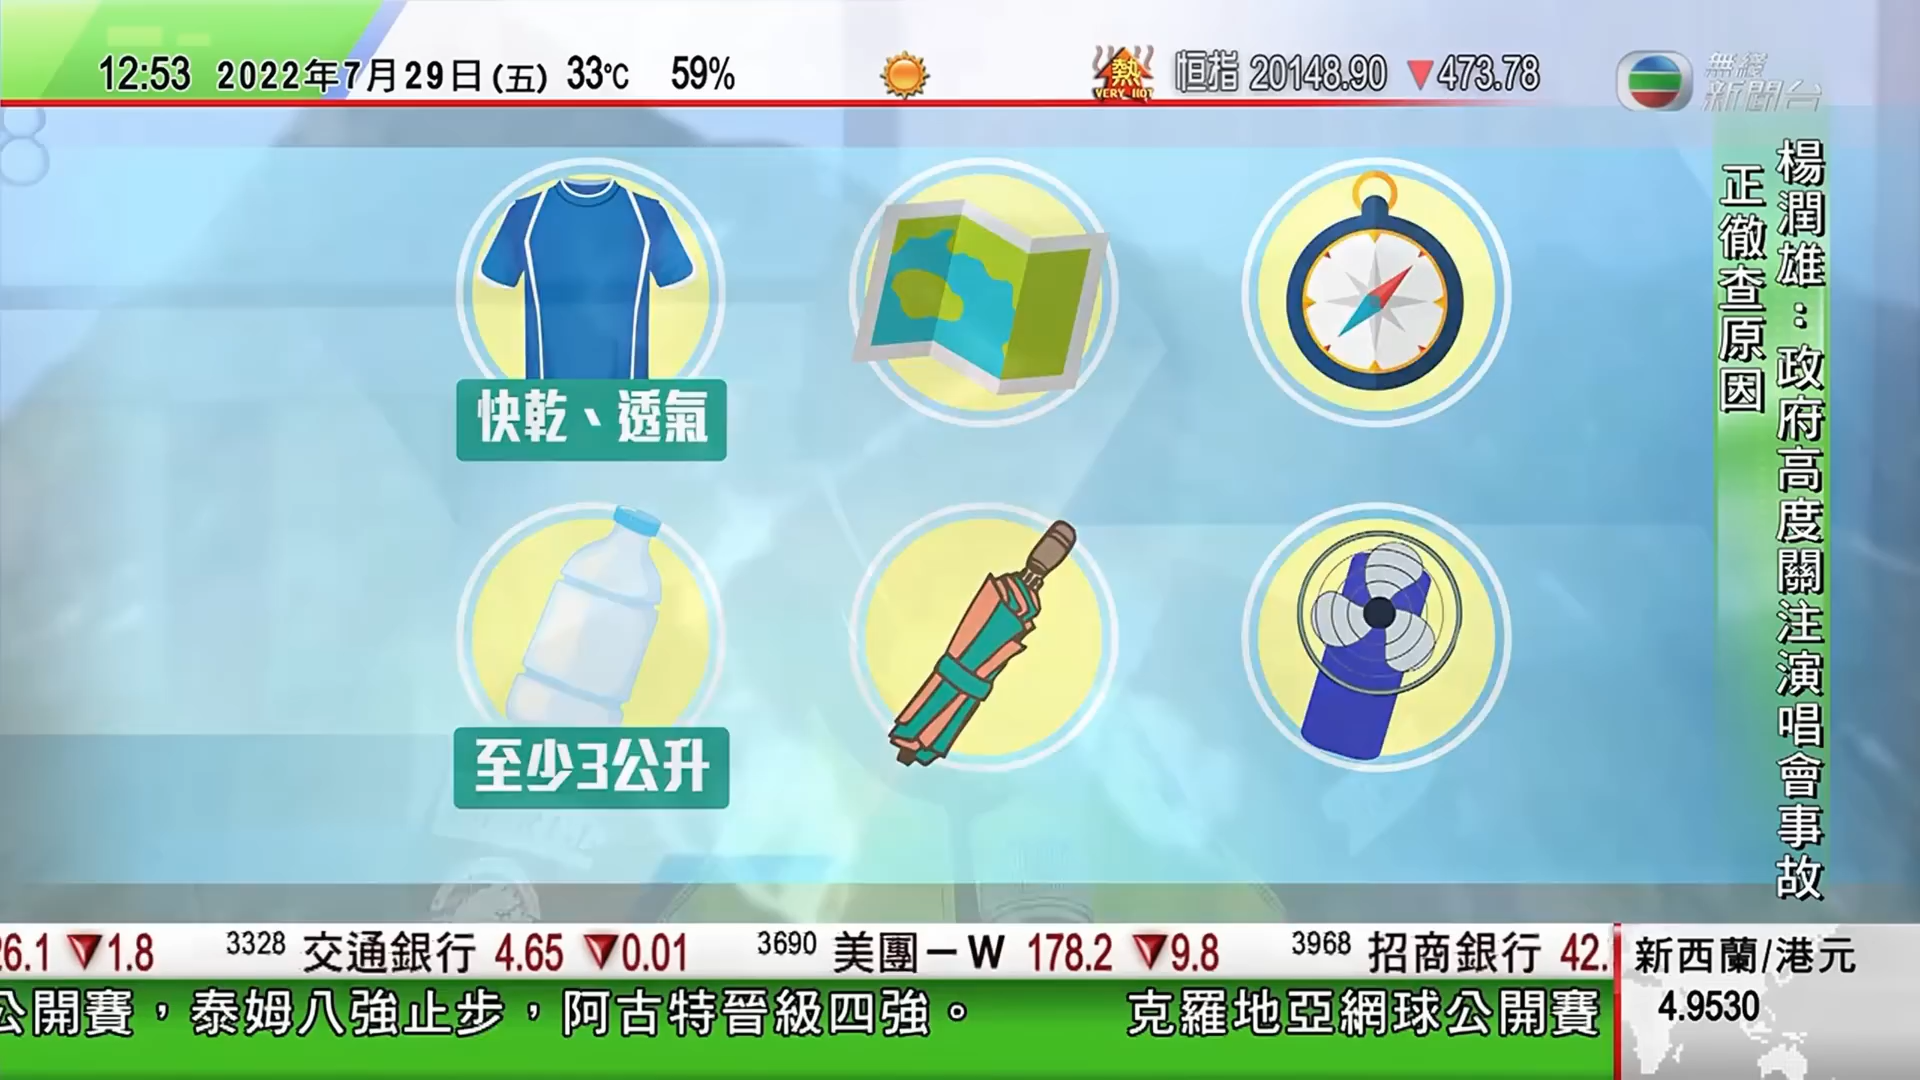 12:53 2022年7月29日(五) 33℃ 59%
熱 VERY HOT 恒指 20148.90 ▼473.78
無綫
新聞台
楊潤雄：政府高度關注演唱會事故
正徹查原因
快乾、透氣
至少3公升
26.1 ▼1.8 3328 交通銀行 4.65 ▼0.01 3690 美團－W 178.2 ▼9.8 3968 招商銀行 42.
公開賽，泰姆八強止步，阿古特晉級四強。 克羅地亞網球公開賽
新西蘭/港元
4.9530